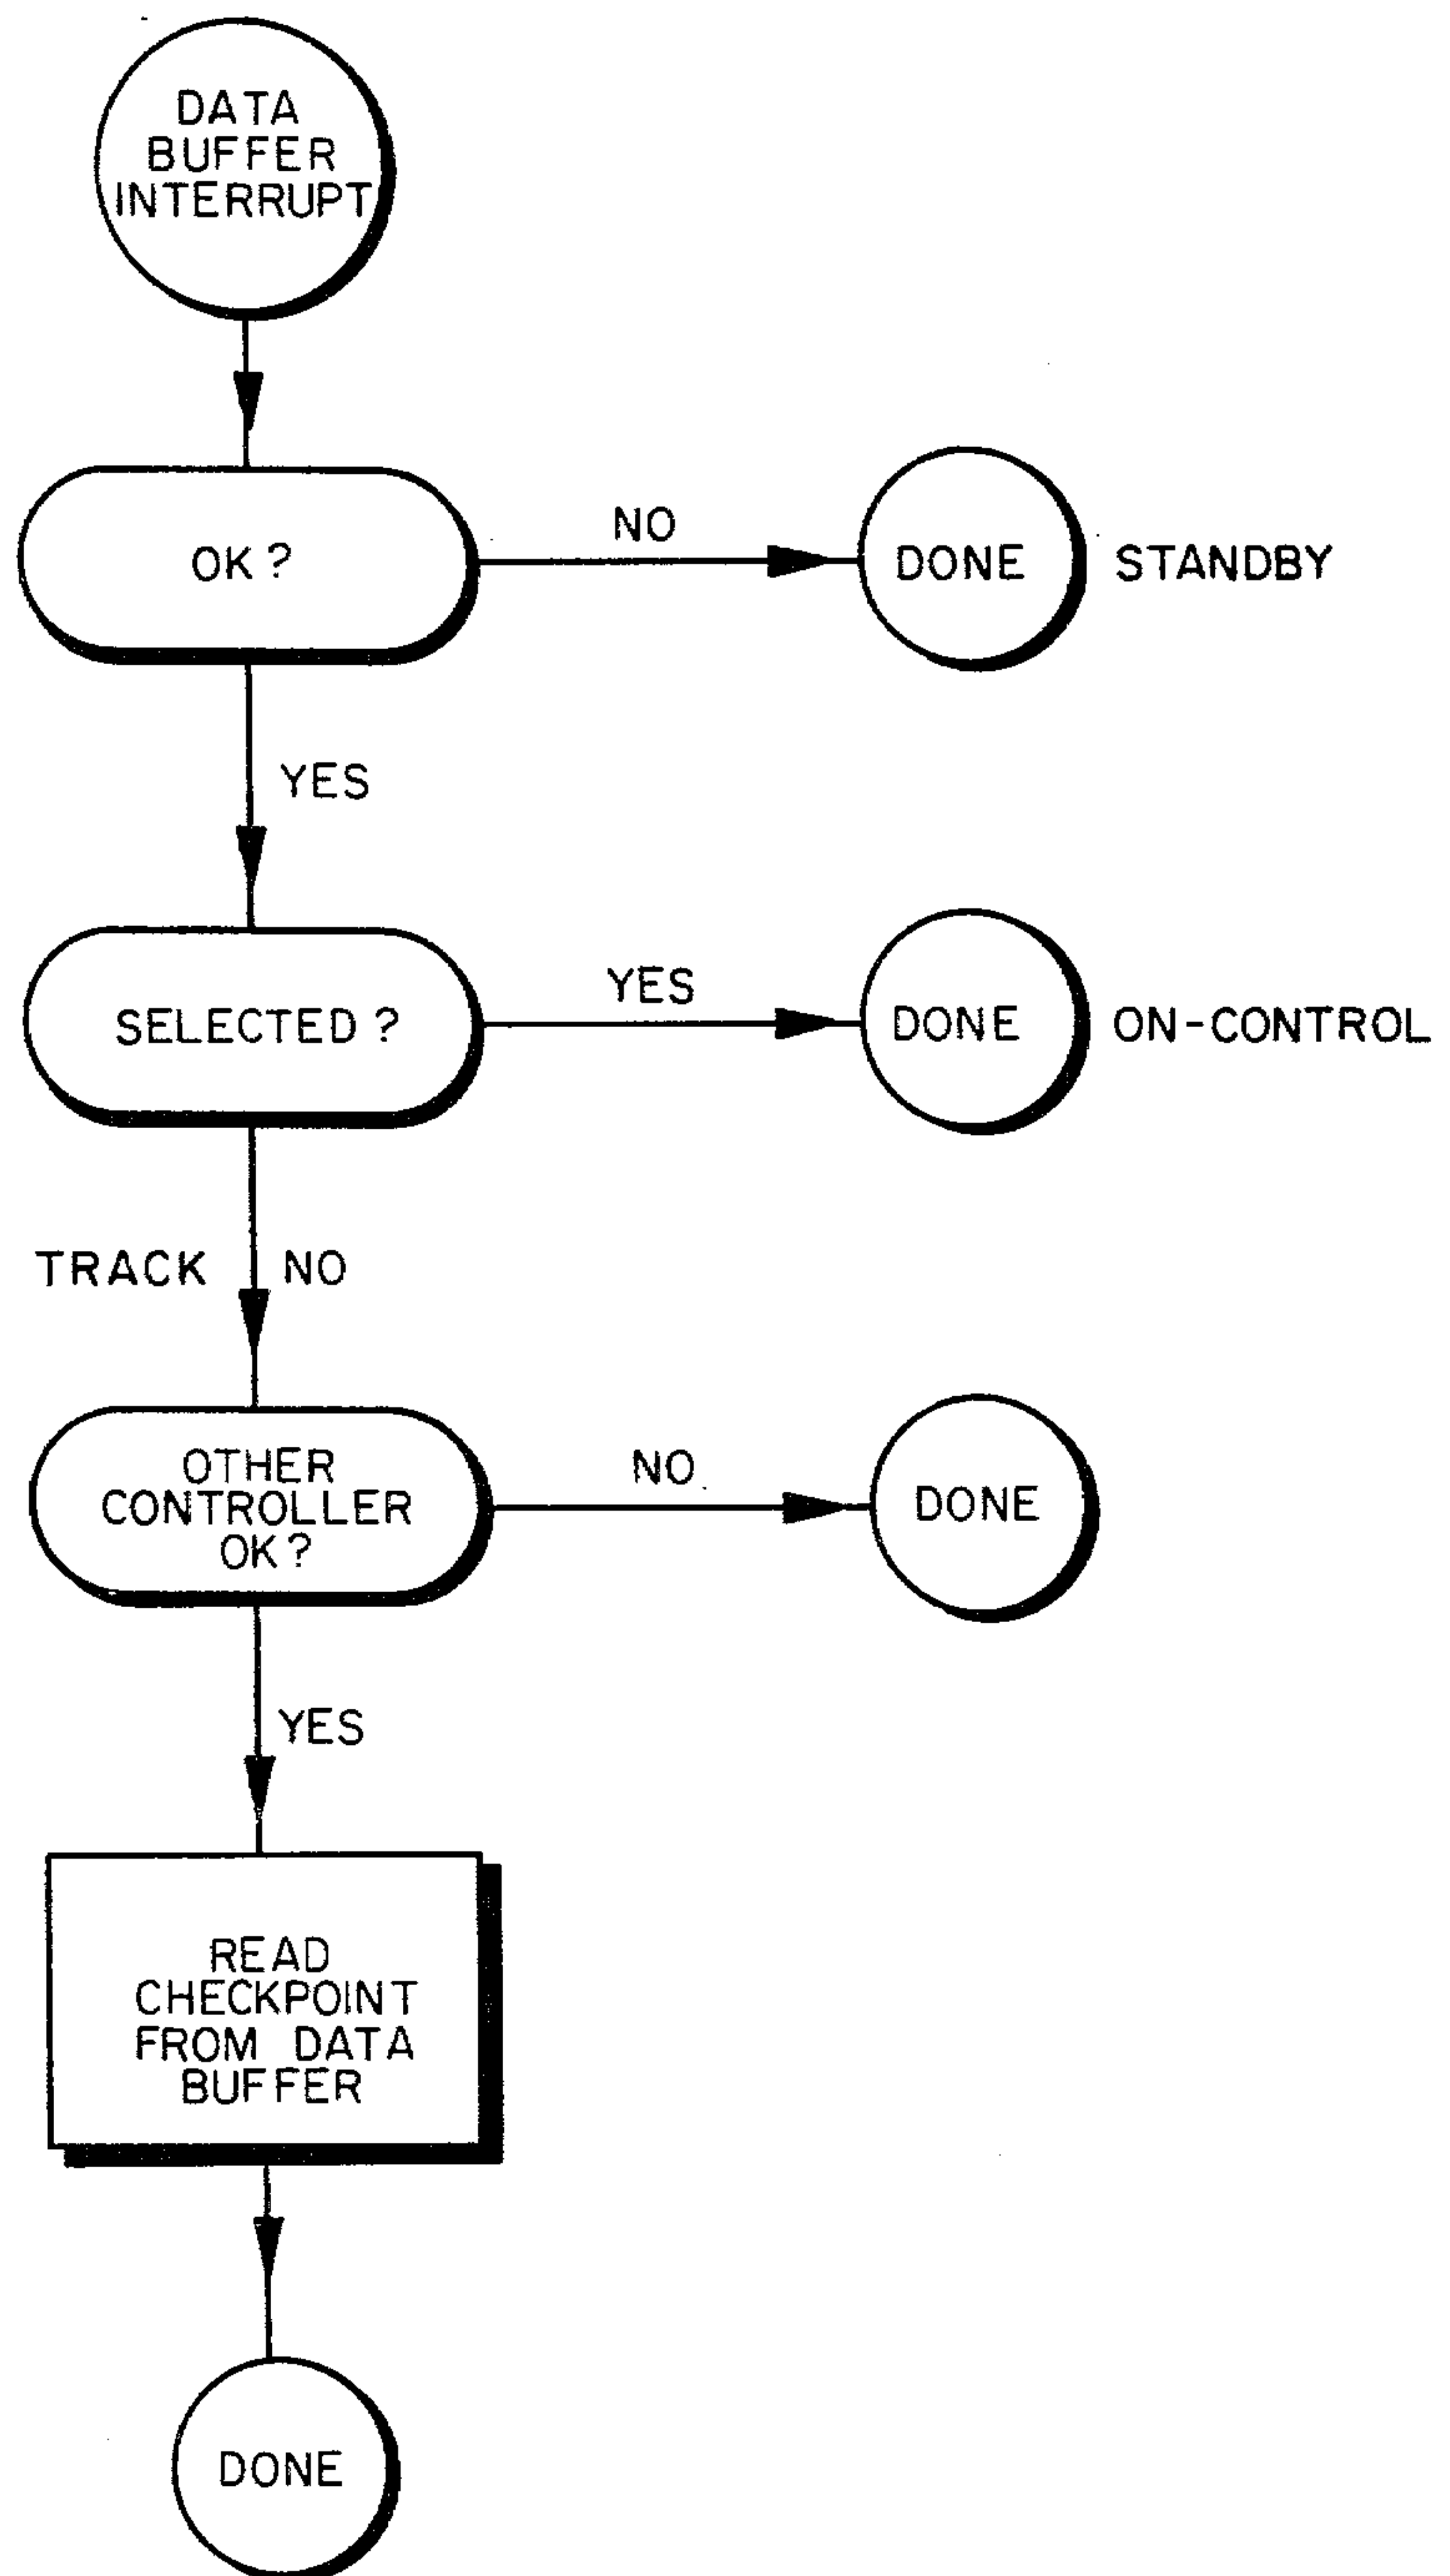 DATA
BUFFER
INTERRUPT
OK?
NO
DONE
STANDBY
YES
SELECTED?
YES
DONE
ON-CONTROL
TRACK
NO
OTHER
CONTROLLER
OK?
NO
DONE
YES
READ
CHECKPOINT
FROM DATA
BUFFER
DONE